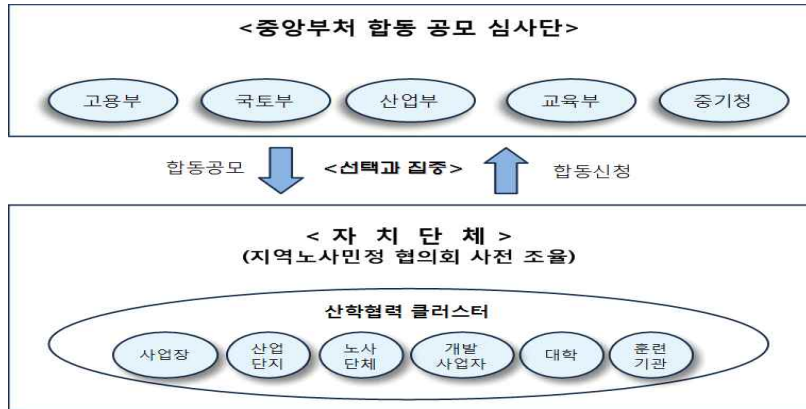 <중앙부처 합동 공모 심사단>
고용부 국토부 산업부 교육부 중기청
합동공모 <선택과 집중> 합동신청
< 자 치 단 체 >
(지역노사민정 협의회 사전 조율)
산학협력 클러스터
사업장 산업 단지 노사 단체 개발 사업자 대학 훈련 기관